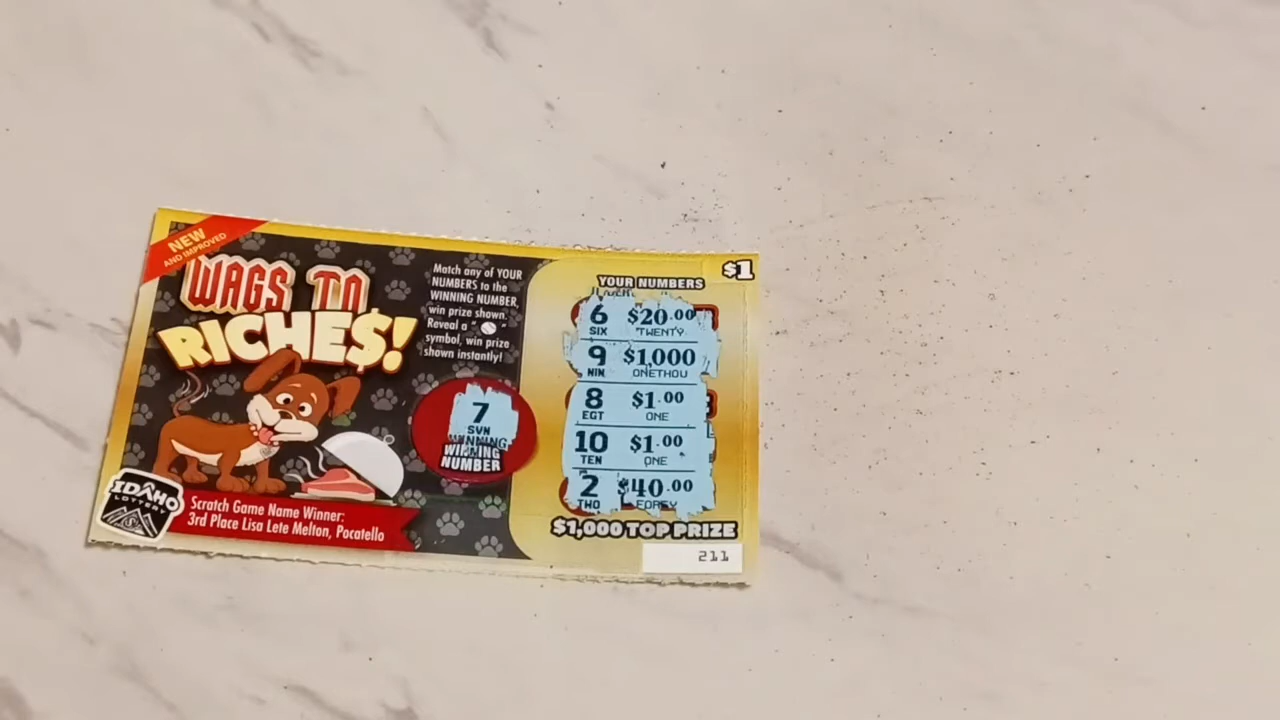 NEW
AND IMPROVED
WAGS TO
RICHE$!
Match any of YOUR
NUMBERS to the
WINNING NUMBER,
win prize shown.
Reveal a " "
symbol, win prize
shown instantly!
7
SVN
WINNING
WINNING
NUMBER
IDAHO
LOTTERY
Scratch Game Name Winner:
3rd Place Lisa Lete Melton, Pocatello
$1
YOUR NUMBERS
6 $20.00
SIX TWENTY
9 $1,000
NIN ONETHOU
8 $1.00
EGT ONE
10 $1.00
TEN ONE
2 $40.00
TWO FORTY
$1,000 TOP PRIZE
211